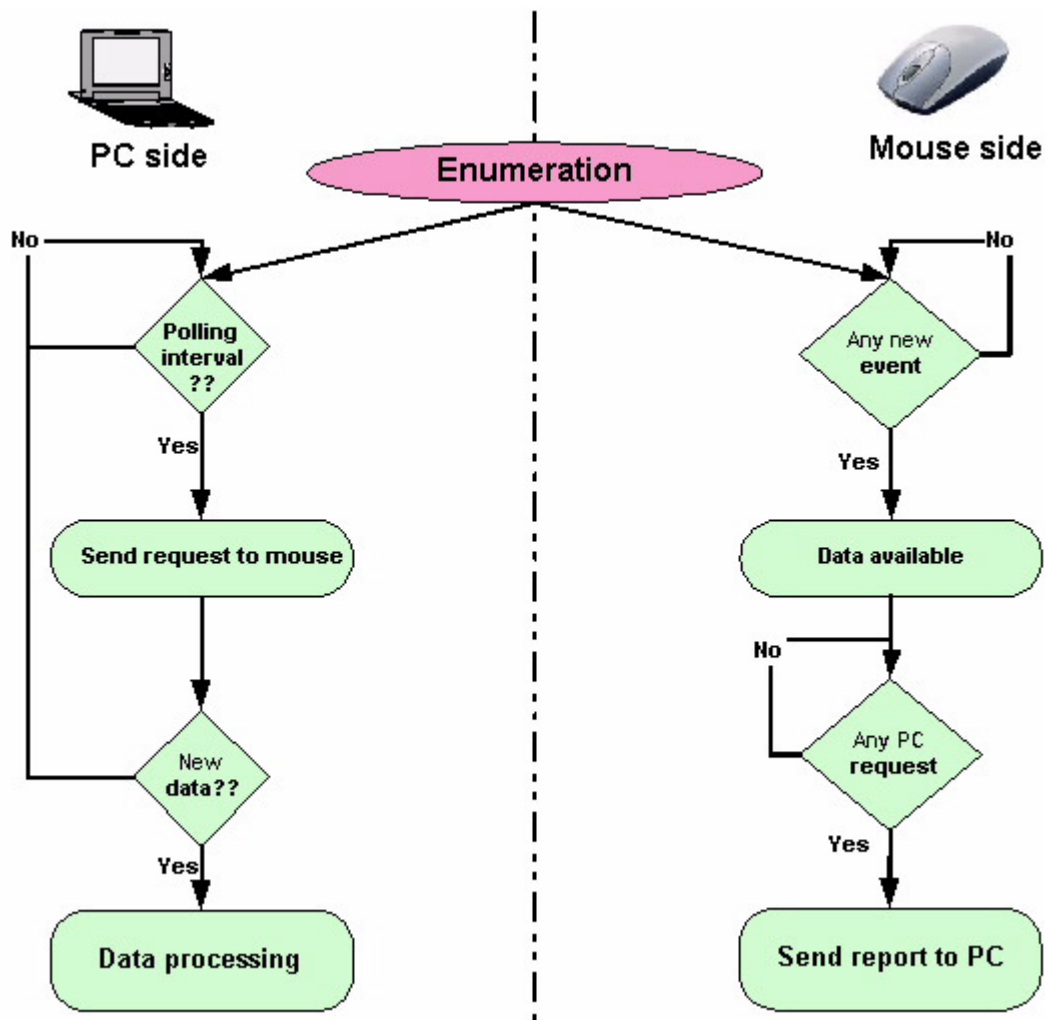 PC side
Mouse side
Enumeration
No
Polling
interval
??
Yes
Send request to mouse
New
data??
Yes
Data processing
No
Any new
event
Yes
Data available
No
Any PC
request
Yes
Send report to PC